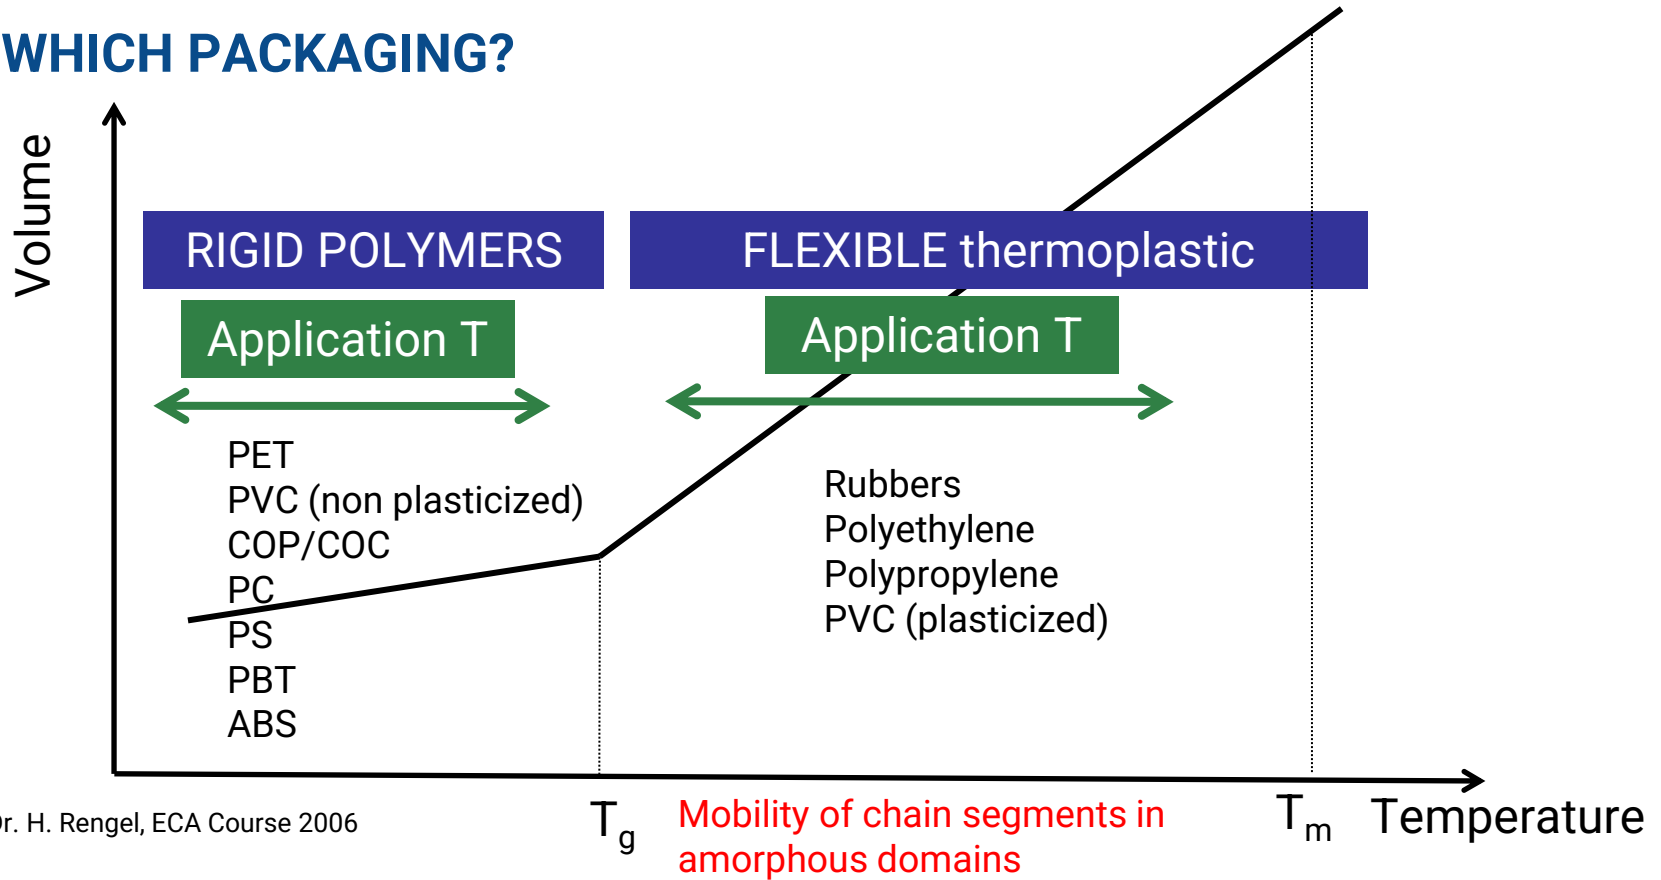 WHICH PACKAGING?
Volume
RIGID POLYMERS
FLEXIBLE thermoplastic
Application T
Application T
PET
PVC (non plasticized)
COP/COC
PC
PS
PBT
ABS
Rubbers
Polyethylene
Polypropylene
PVC (plasticized)
Tg
Tm
Temperature
Mobility of chain segments in
amorphous domains
Dr. H. Rengel, ECA Course 2006